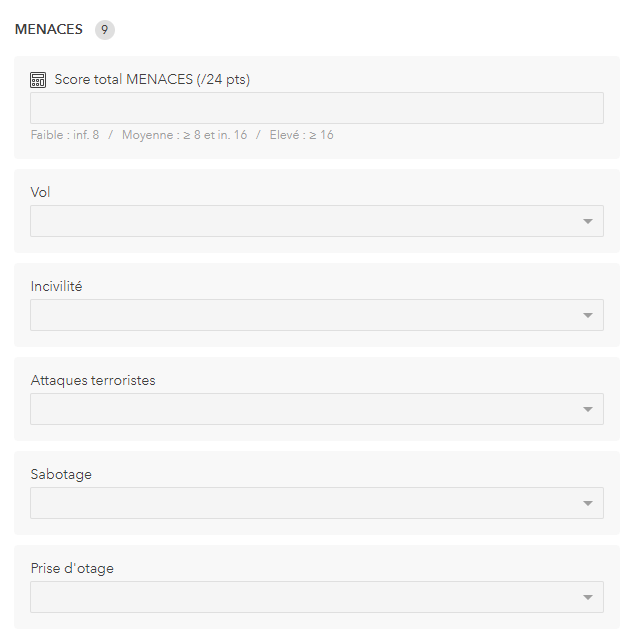 MENACES 9
Score total MENACES (/24 pts)
Faible : inf. 8 / Moyenne : ≥ 8 et in. 16 / Elevé : ≥ 16
Vol
Incivilité
Attaques terroristes
Sabotage
Prise d'otage